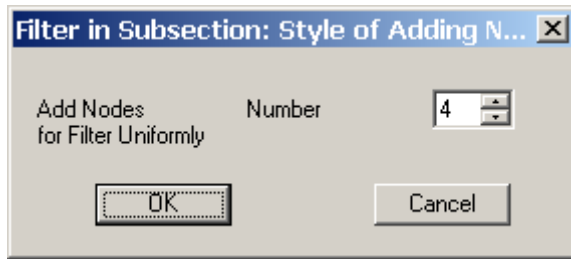 Filter in Subsection: Style of Adding N...
Add Nodes Number 4
for Filter Uniformly
OK Cancel